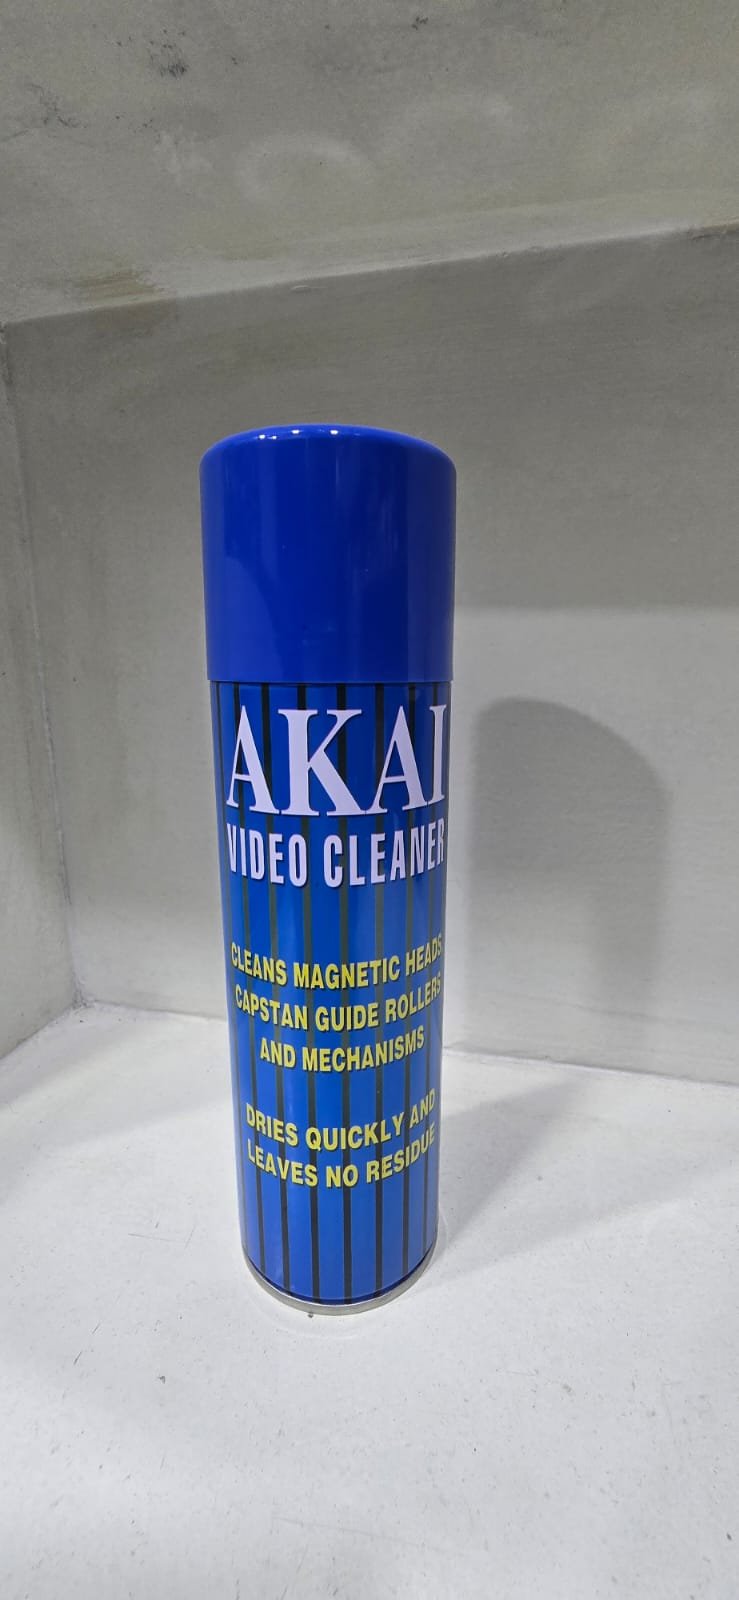 AKAI
VIDEO CLEANER
CLEANS MAGNETIC HEADS
CAPSTAN GUIDE ROLLERS
AND MECHANISMS
DRIES QUICKLY AND
LEAVES NO RESIDUE